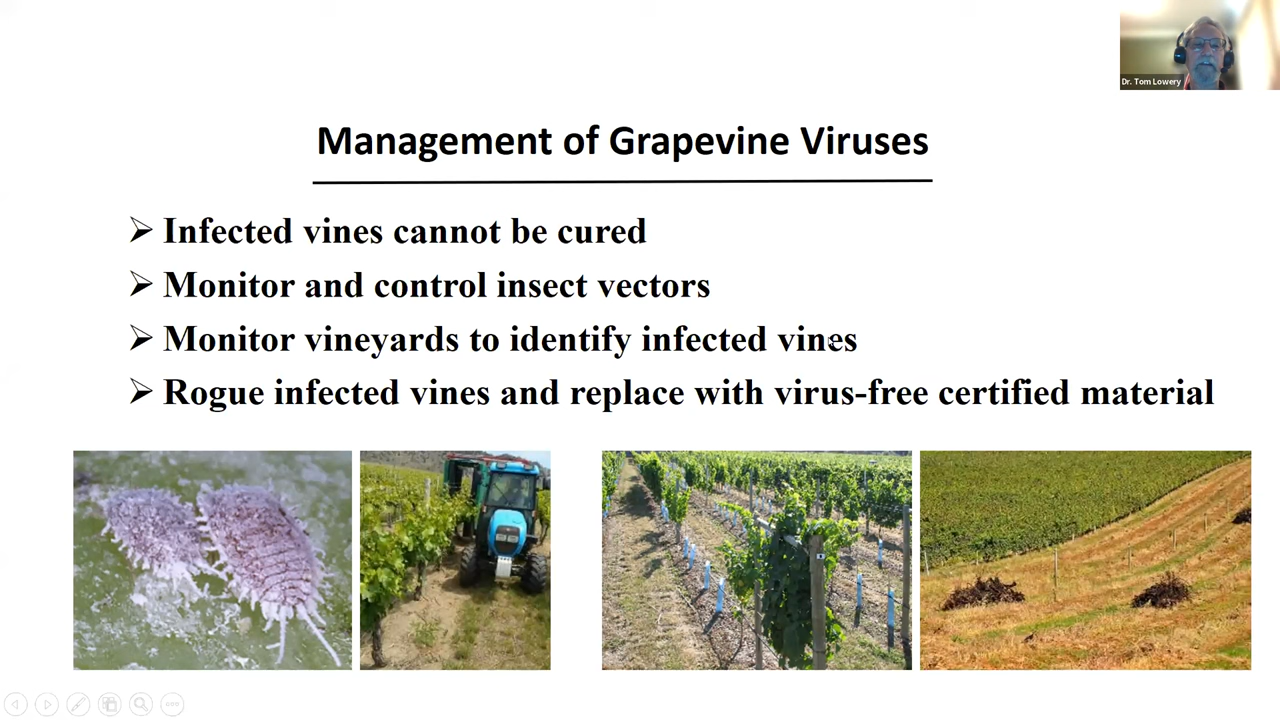 Dr. Tom Lowery
Management of Grapevine Viruses
➢ Infected vines cannot be cured
➢ Monitor and control insect vectors
➢ Monitor vineyards to identify infected vines
➢ Rogue infected vines and replace with virus-free certified material